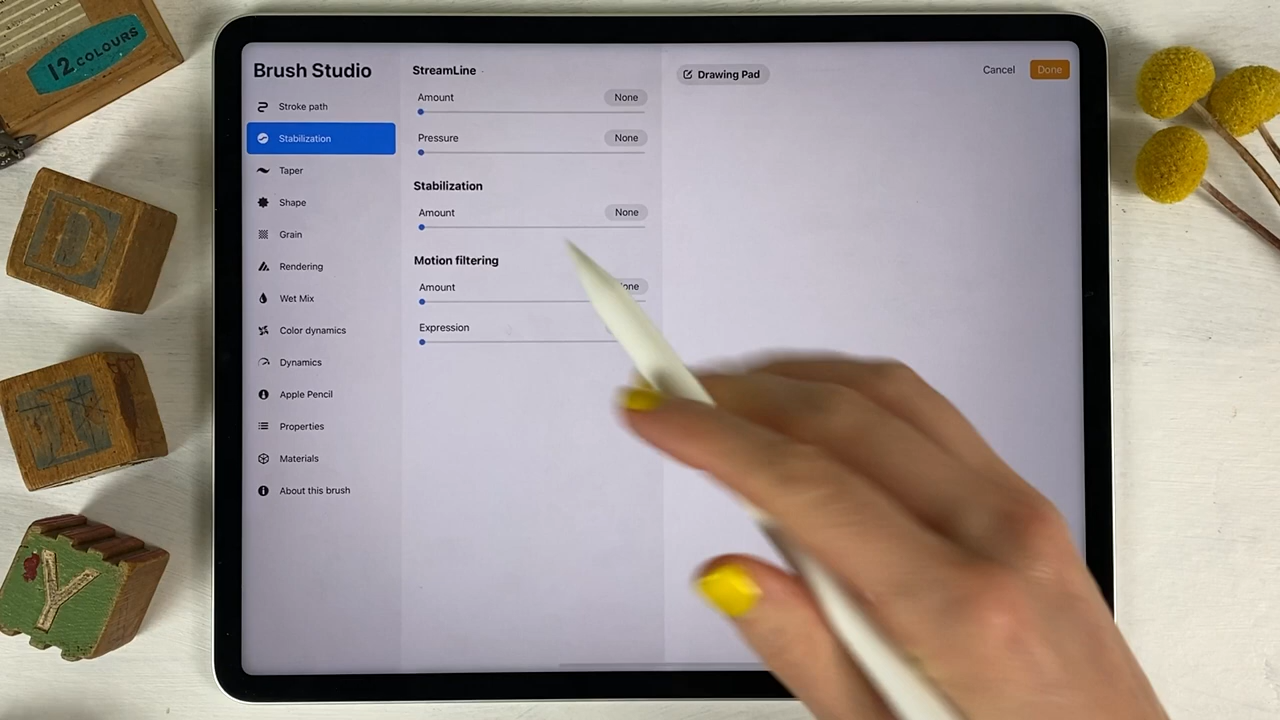 12 COLOURS
D
I
Y
Brush Studio
Stroke path
Stabilization
Taper
Shape
Grain
Rendering
Wet Mix
Color dynamics
Dynamics
Apple Pencil
Properties
Materials
About this brush
StreamLine
Amount None
Pressure None
Stabilization
Amount None
Motion filtering
Amount
Expression
Drawing Pad
Cancel Done